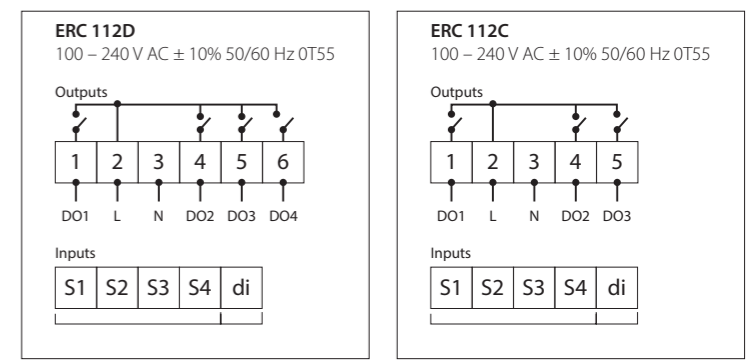 ERC 112D
100 – 240 V AC ± 10% 50/60 Hz 0T55
Outputs
1 2 3 4 5 6
DO1 L N DO2 DO3 DO4
Inputs
S1 S2 S3 S4 di
ERC 112C
100 – 240 V AC ± 10% 50/60 Hz 0T55
Outputs
1 2 3 4 5
DO1 L N DO2 DO3
Inputs
S1 S2 S3 S4 di